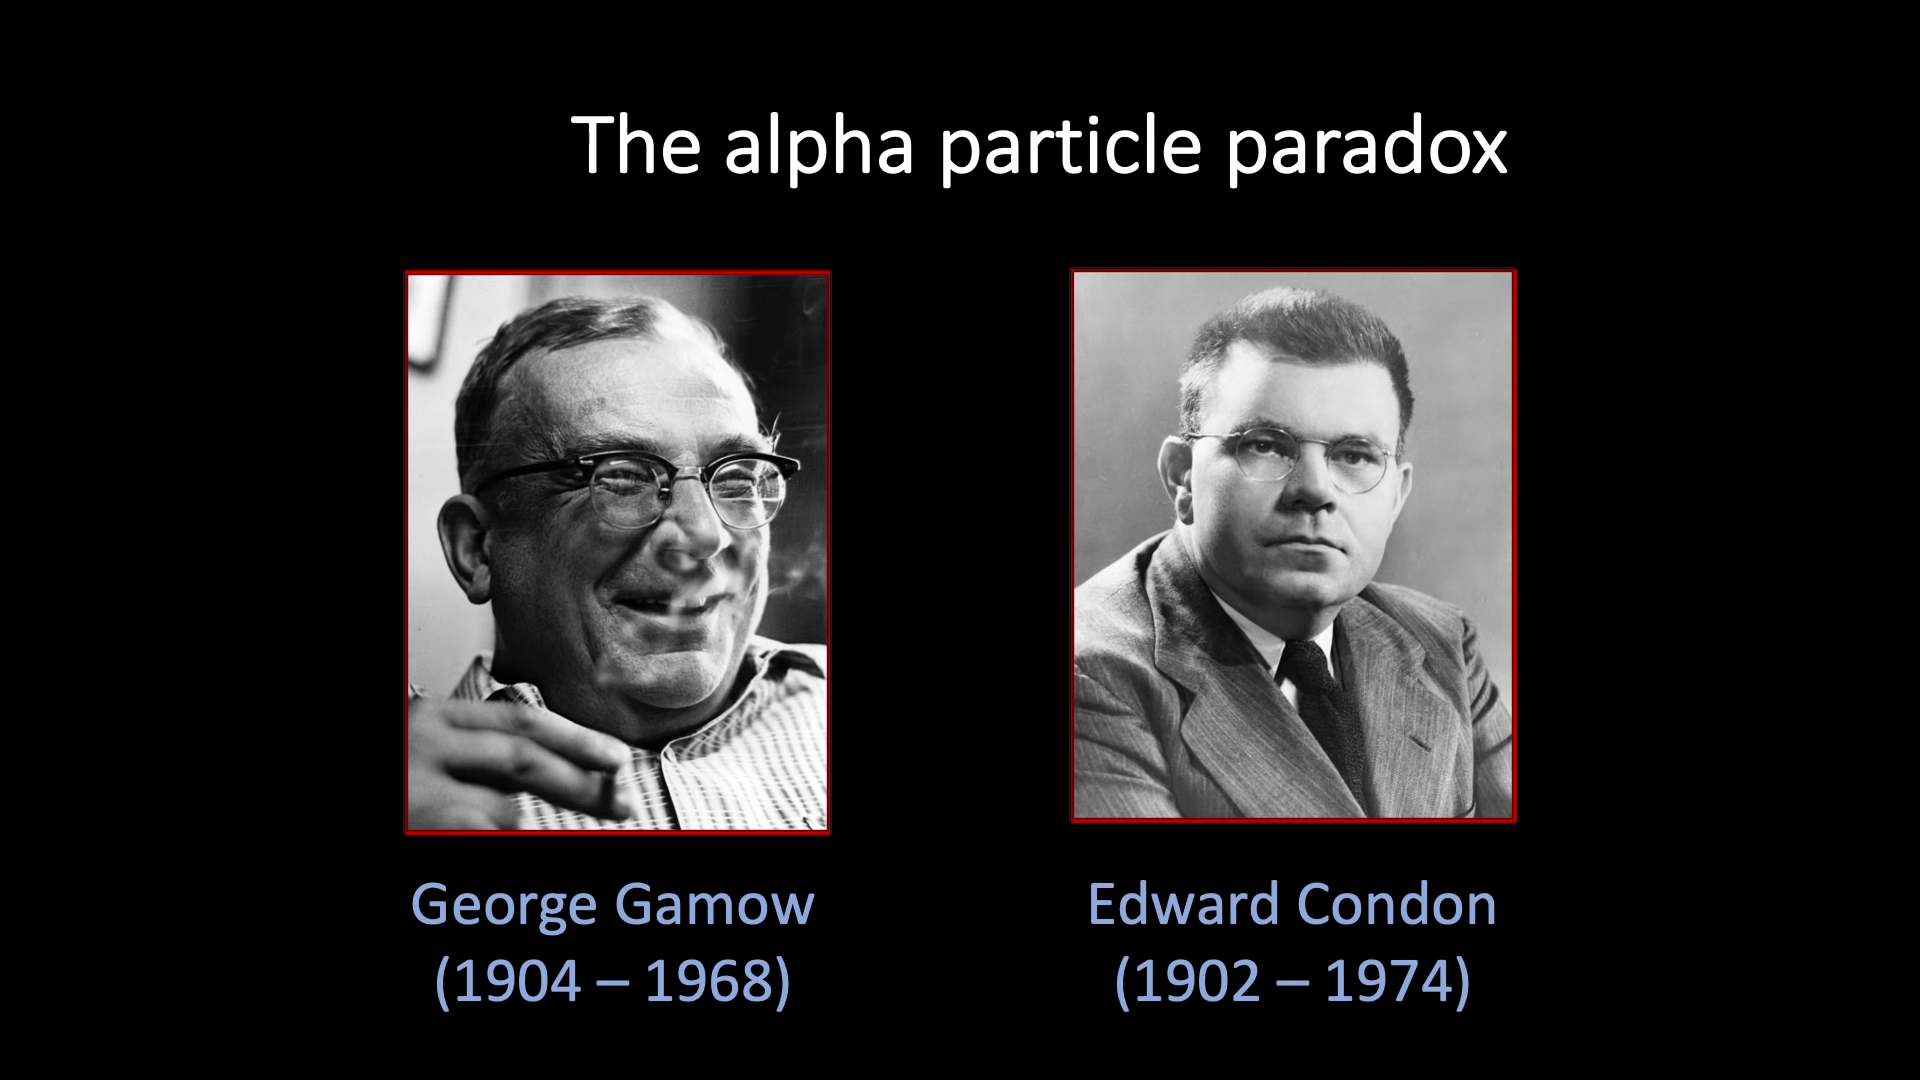 The alpha particle paradox
George Gamow
(1904 – 1968)
Edward Condon
(1902 – 1974)